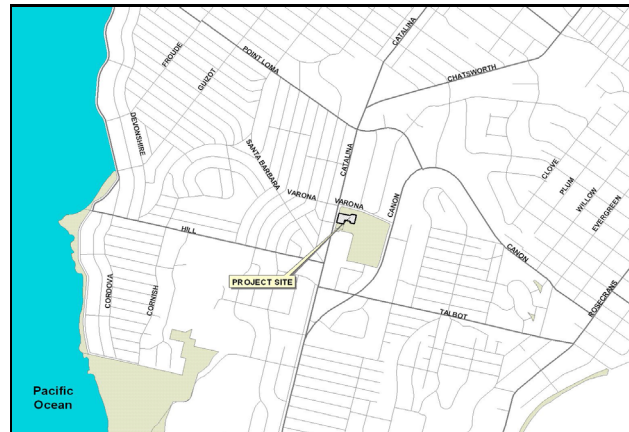 CATALINA
POINT LOMA
FROUDE
GUIZOT
CHATSWORTH
DEVONSHIRE
SANTA BARBARA
CATALINA
CLOVE
PLUM
WILLOW
EVERGREEN
VARONA
VARONA
CANON
HILL
CANON
PROJECT SITE
CORDOVA
CORNISH
TALBOT
ROSECRANS
Pacific
Ocean